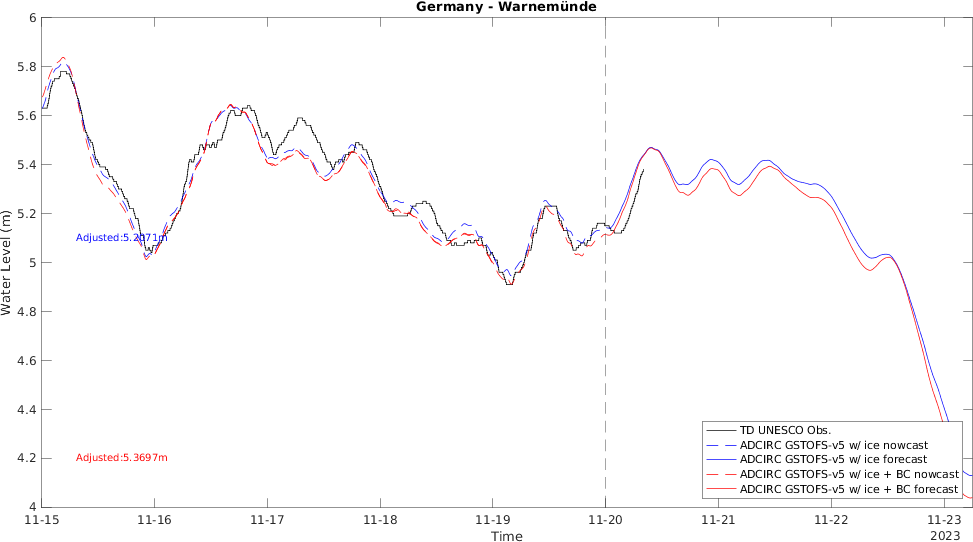 Germany - Warnemünde
6
5.8
5.6
5.4
5.2
5
4.8
4.6
4.4
4.2
4
Water Level (m)
Adjusted:5.2071m
Adjusted:5.3697m
TD UNESCO Obs.
ADCIRC GSTOFS-v5 w/ ice nowcast
ADCIRC GSTOFS-v5 w/ ice forecast
ADCIRC GSTOFS-v5 w/ ice + BC nowcast
ADCIRC GSTOFS-v5 w/ ice + BC forecast
11-15 11-16 11-17 11-18 11-19 11-20 11-21 11-22 11-23
Time
2023